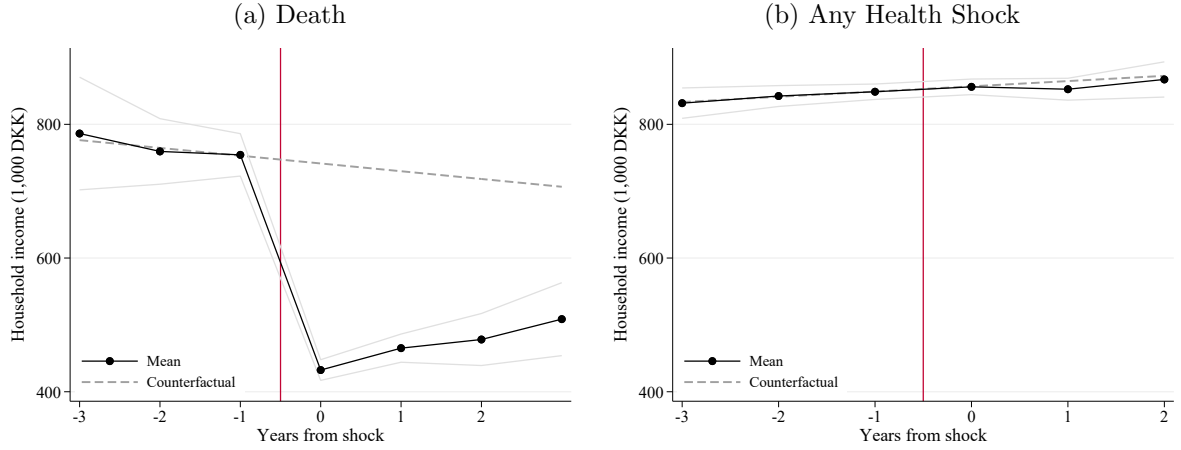 (a) Death
Household income (1,000 DKK)
800
600
400
Mean
Counterfactual
-3 -2 -1 0 1 2
Years from shock
(b) Any Health Shock
Household income (1,000 DKK)
800
600
400
Mean
Counterfactual
-3 -2 -1 0 1 2
Years from shock